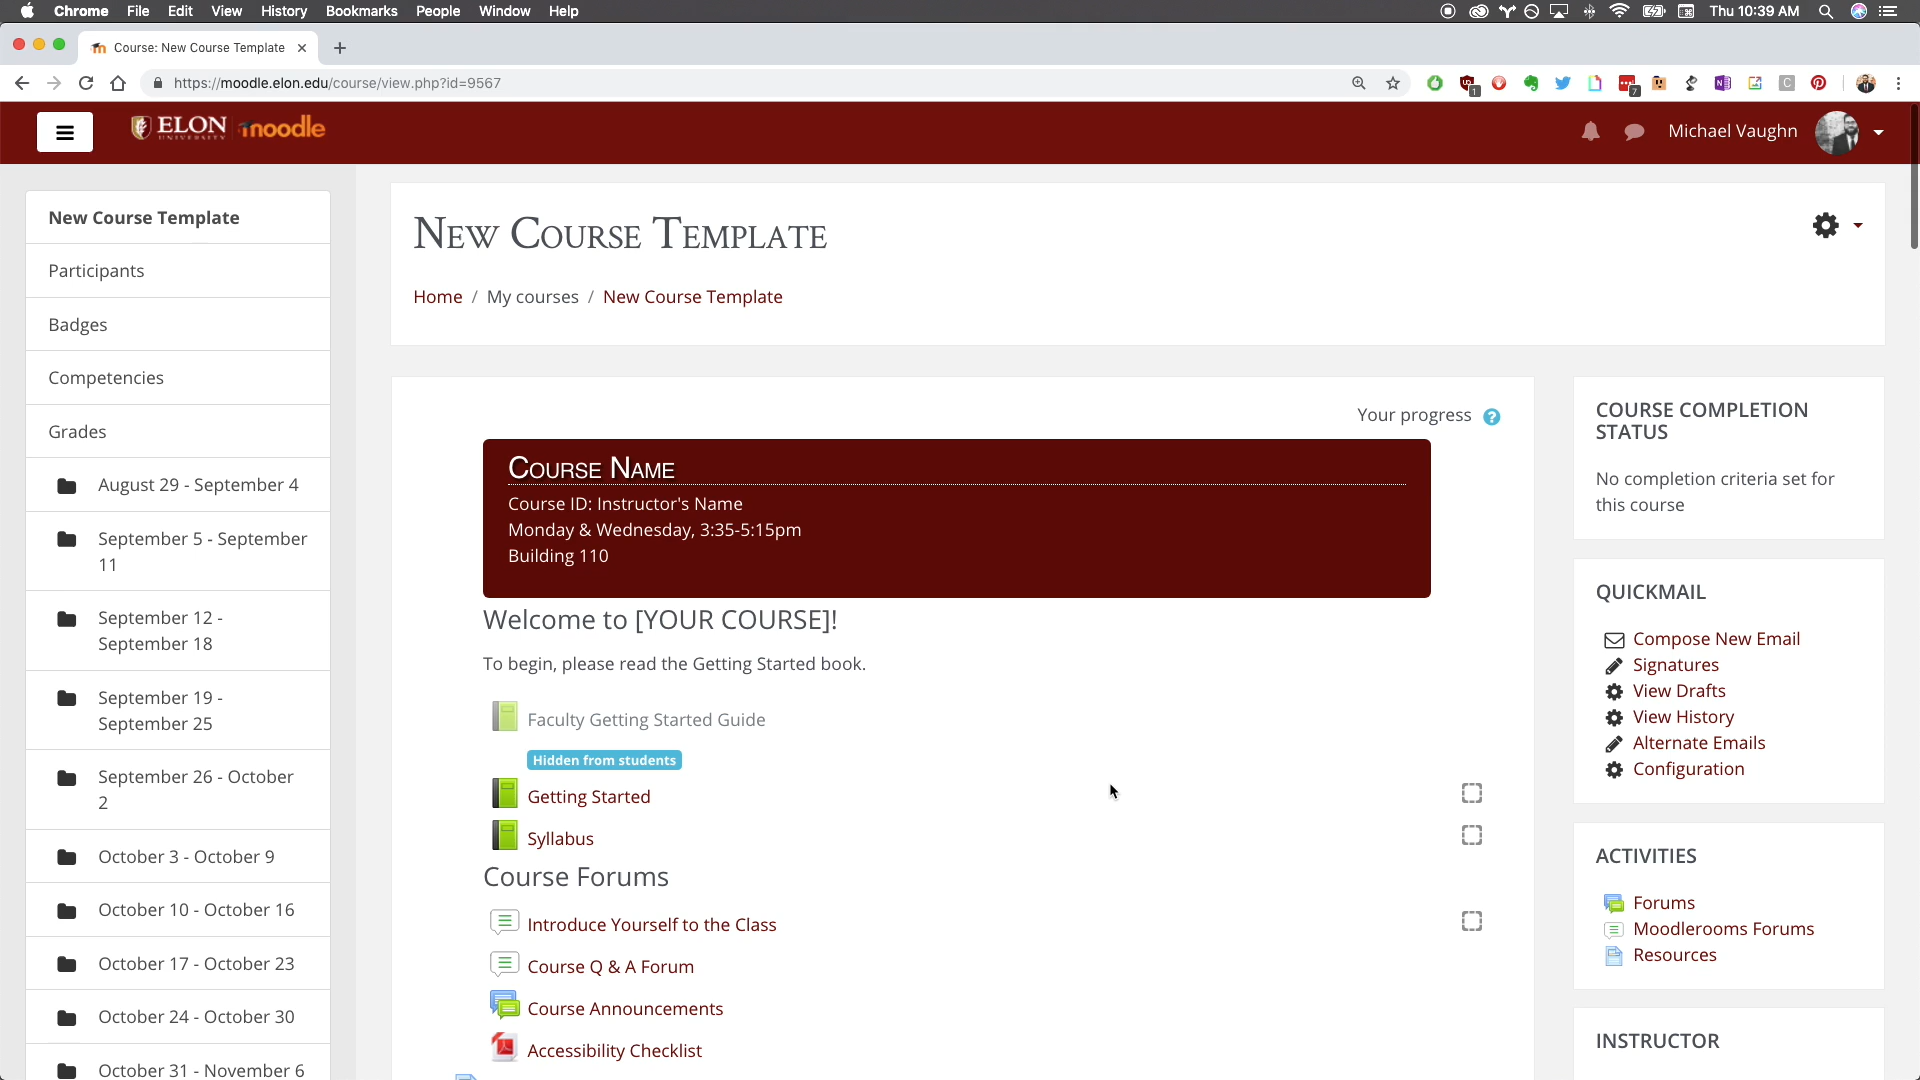 Chrome File Edit View History Bookmarks People Window Help
Thu 10:39 AM
Course: New Course Template
https://moodle.elon.edu/course/view.php?id=9567
1
7
ELON
UNIVERSITY
moodle
Michael Vaughn
New Course Template
Participants
Badges
Competencies
Grades
August 29 - September 4
September 5 - September
11
September 12 -
September 18
September 19 -
September 25
September 26 - October
2
October 3 - October 9
October 10 - October 16
October 17 - October 23
October 24 - October 30
October 31 - November 6
New Course Template
Home / My courses / New Course Template
Your progress
Course Name
Course ID: Instructor's Name
Monday & Wednesday, 3:35-5:15pm
Building 110
Welcome to [YOUR COURSE]!
To begin, please read the Getting Started book.
Faculty Getting Started Guide
Hidden from students
Getting Started
Syllabus
Course Forums
Introduce Yourself to the Class
Course Q & A Forum
Course Announcements
Accessibility Checklist
COURSE COMPLETION
STATUS
No completion criteria set for
this course
QUICKMAIL
Compose New Email
Signatures
View Drafts
View History
Alternate Emails
Configuration
ACTIVITIES
Forums
Moodlerooms Forums
Resources
INSTRUCTOR